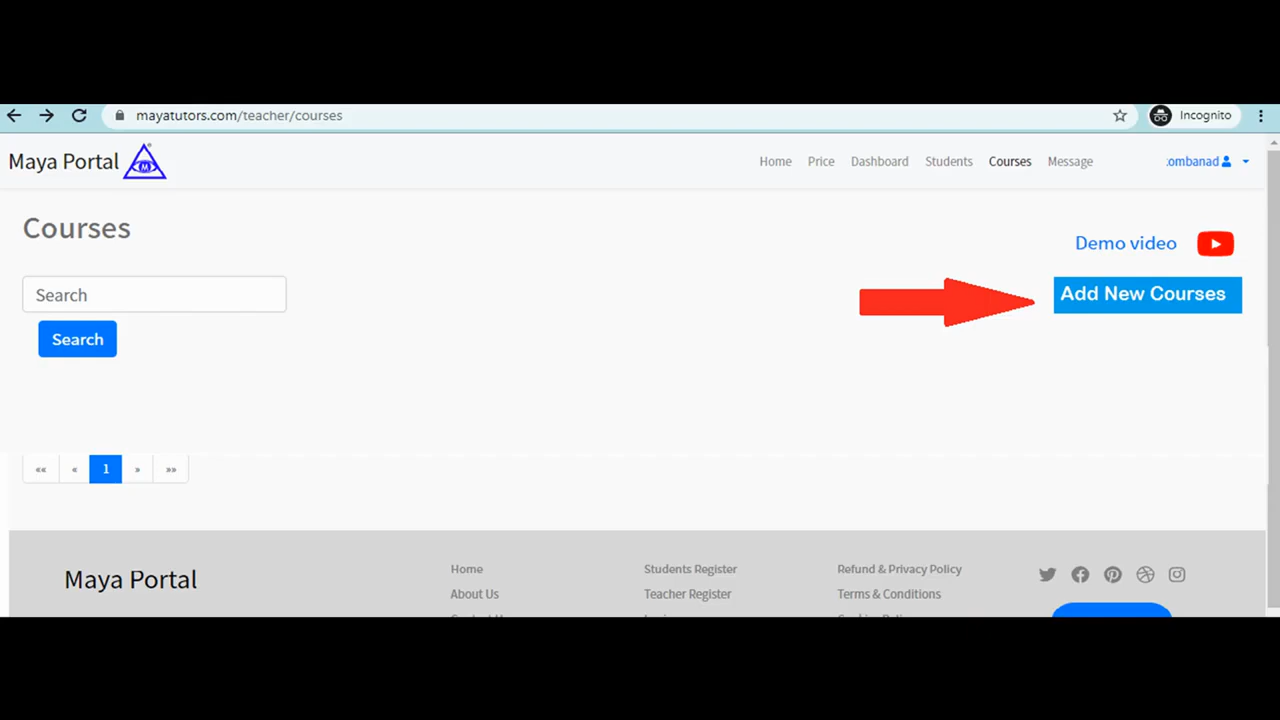 mayatutors.com/teacher/courses
Incognito
Maya Portal
M
Home Price Dashboard Students Courses Message
ombanad
Courses
Demo video
Search
Add New Courses
Search
«« « 1 » »»
Maya Portal
Home Students Register Refund & Privacy Policy
About Us Teacher Register Terms & Conditions